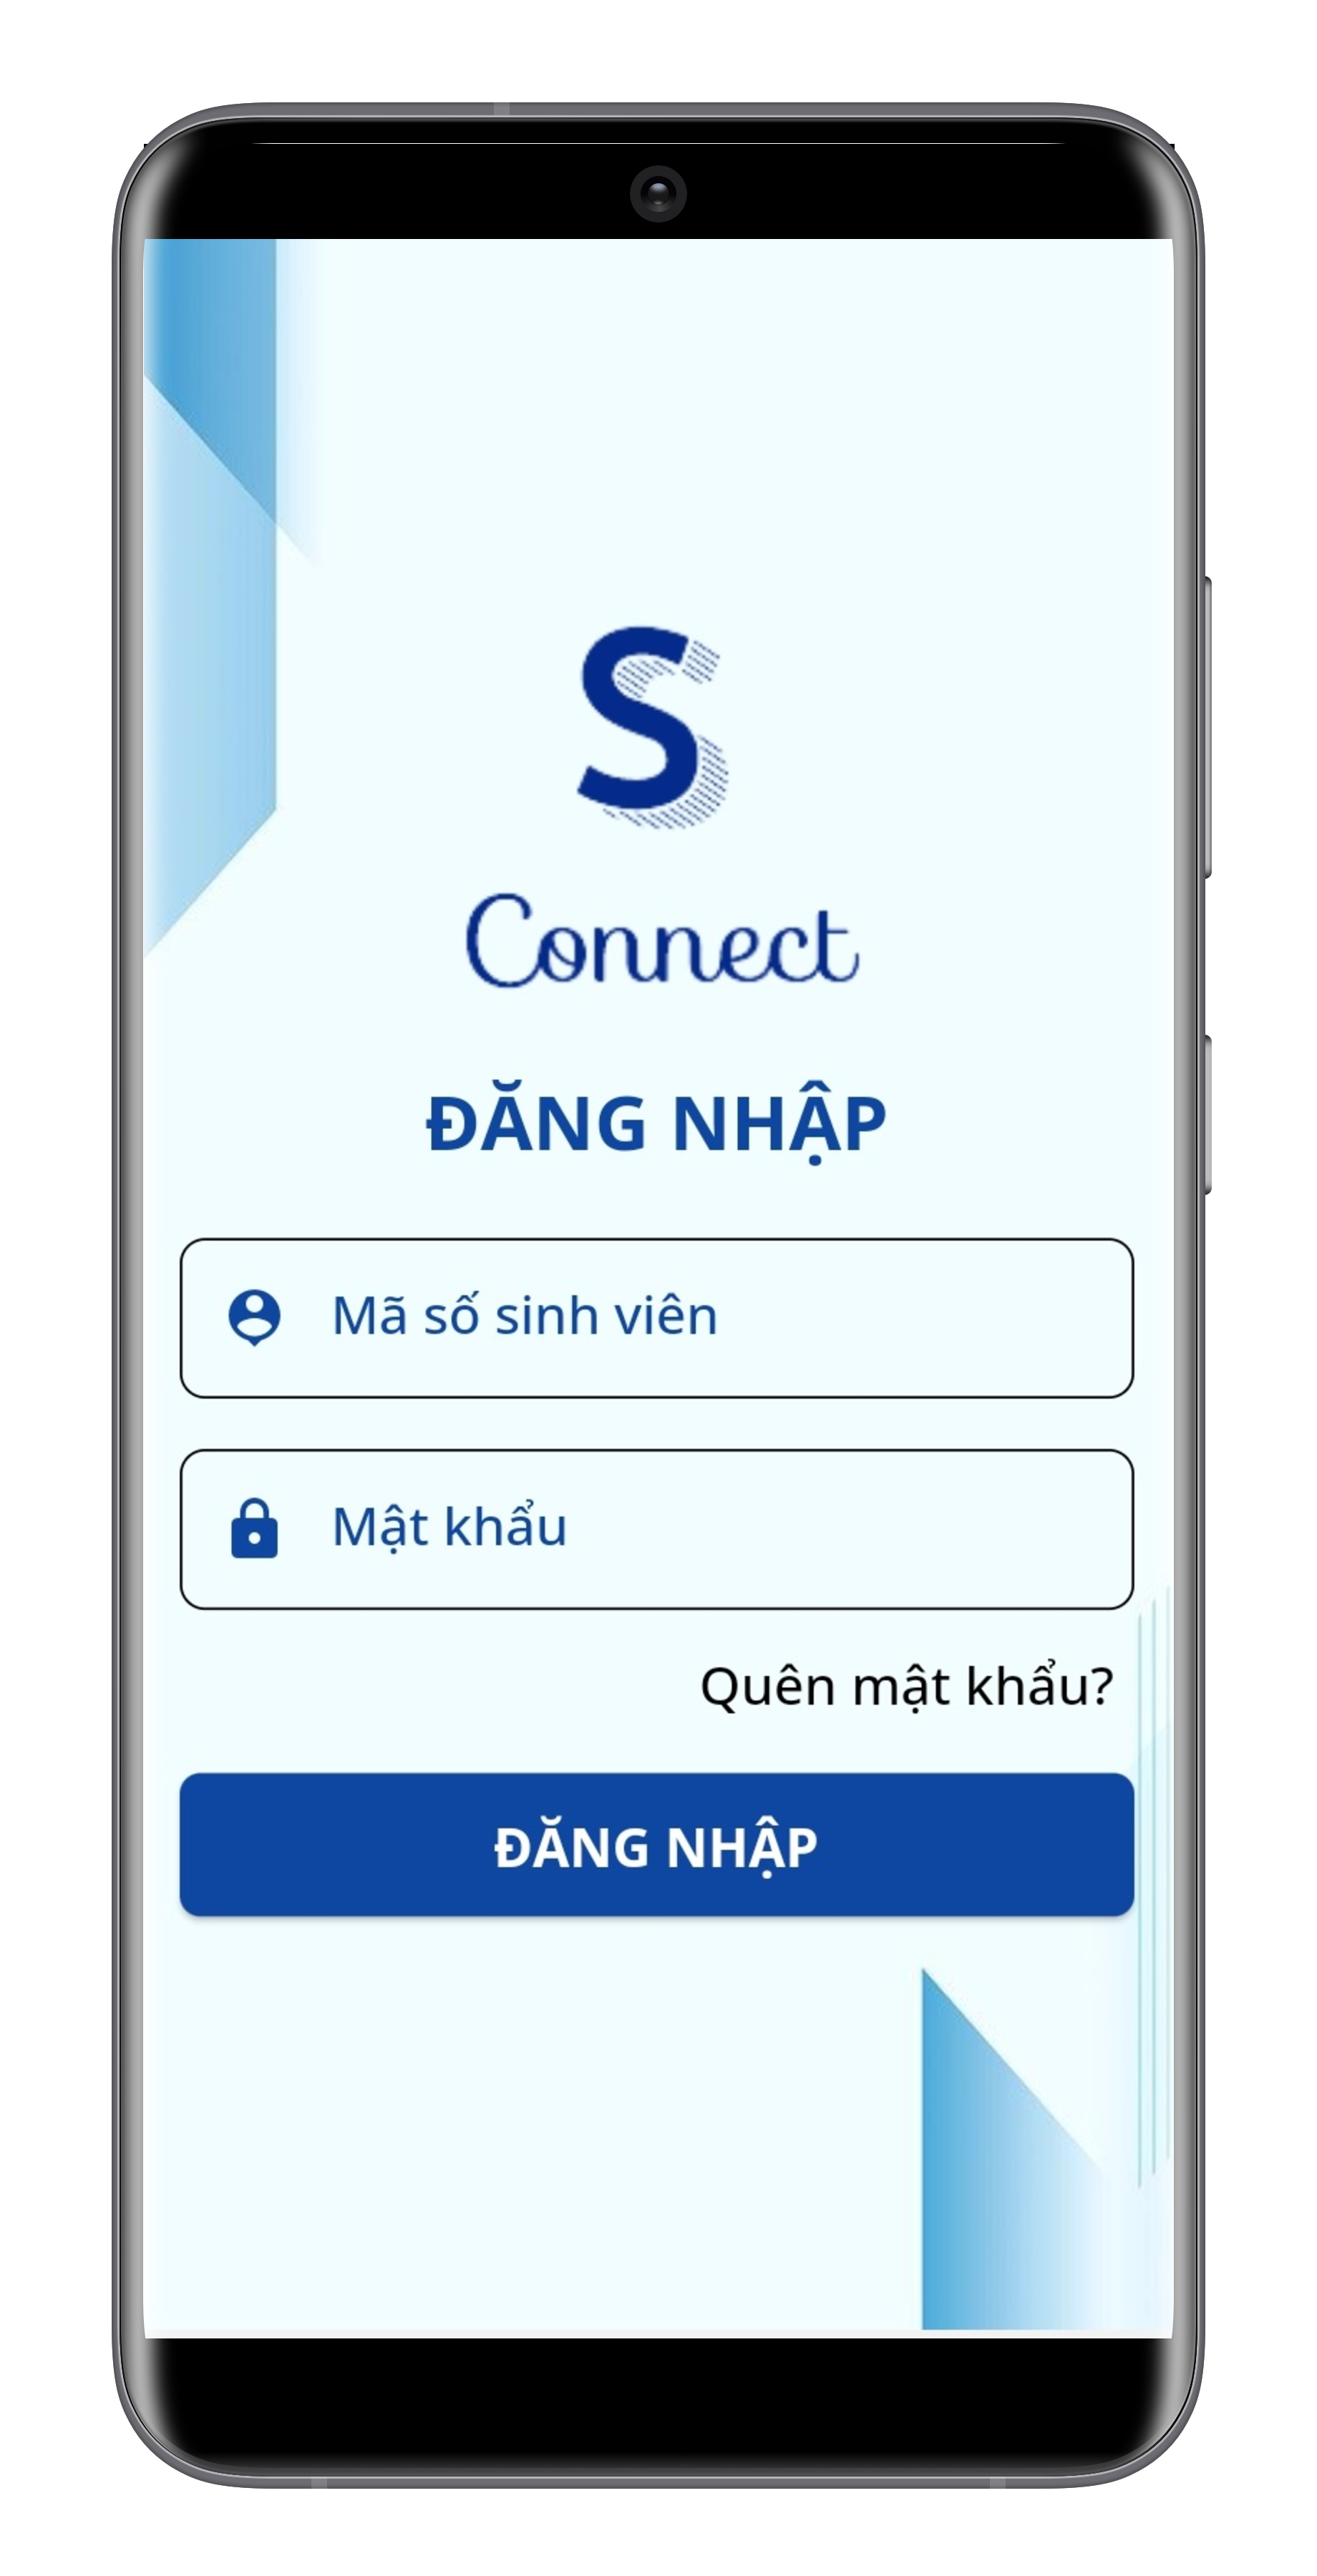 S
Connect
ĐĂNG NHẬP
Mã số sinh viên
Mật khẩu
Quên mật khẩu?
ĐĂNG NHẬP